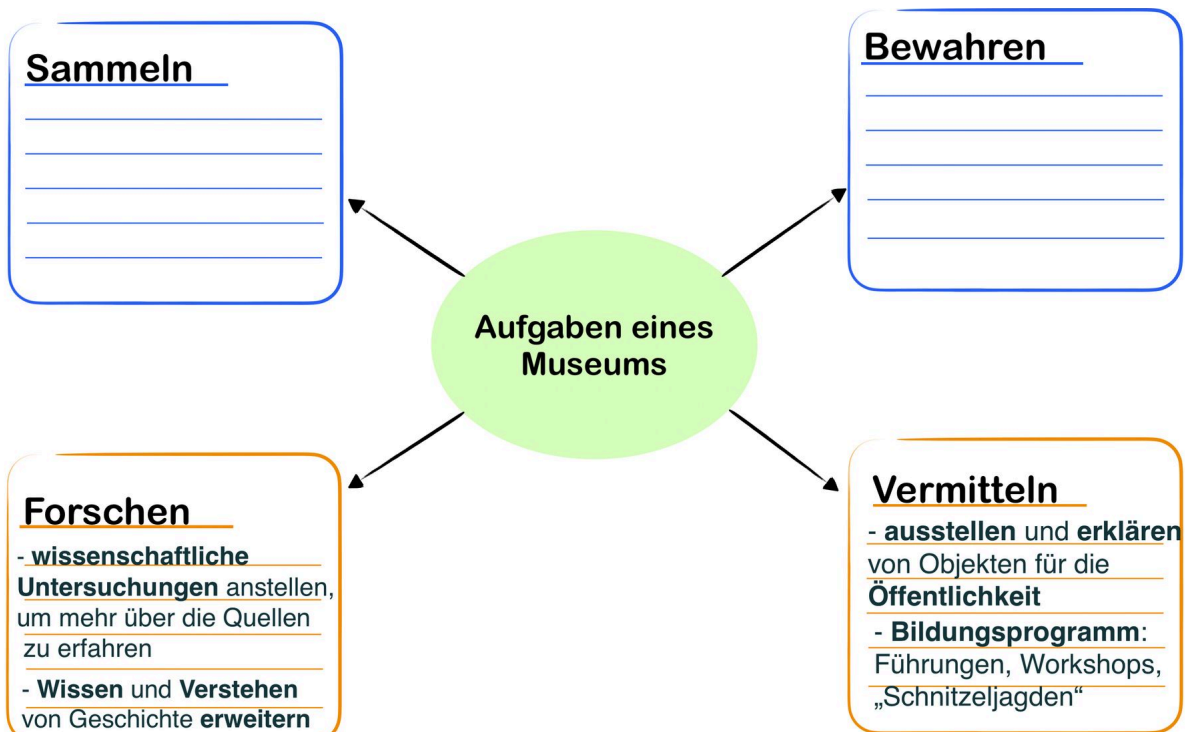 Sammeln
Bewahren
Aufgaben eines
Museums
Forschen
- wissenschaftliche
Untersuchungen anstellen,
um mehr über die Quellen
zu erfahren
- Wissen und Verstehen
von Geschichte erweitern
Vermitteln
- ausstellen und erklären
von Objekten für die
Öffentlichkeit
- Bildungsprogramm:
Führungen, Workshops,
„Schnitzeljagden“